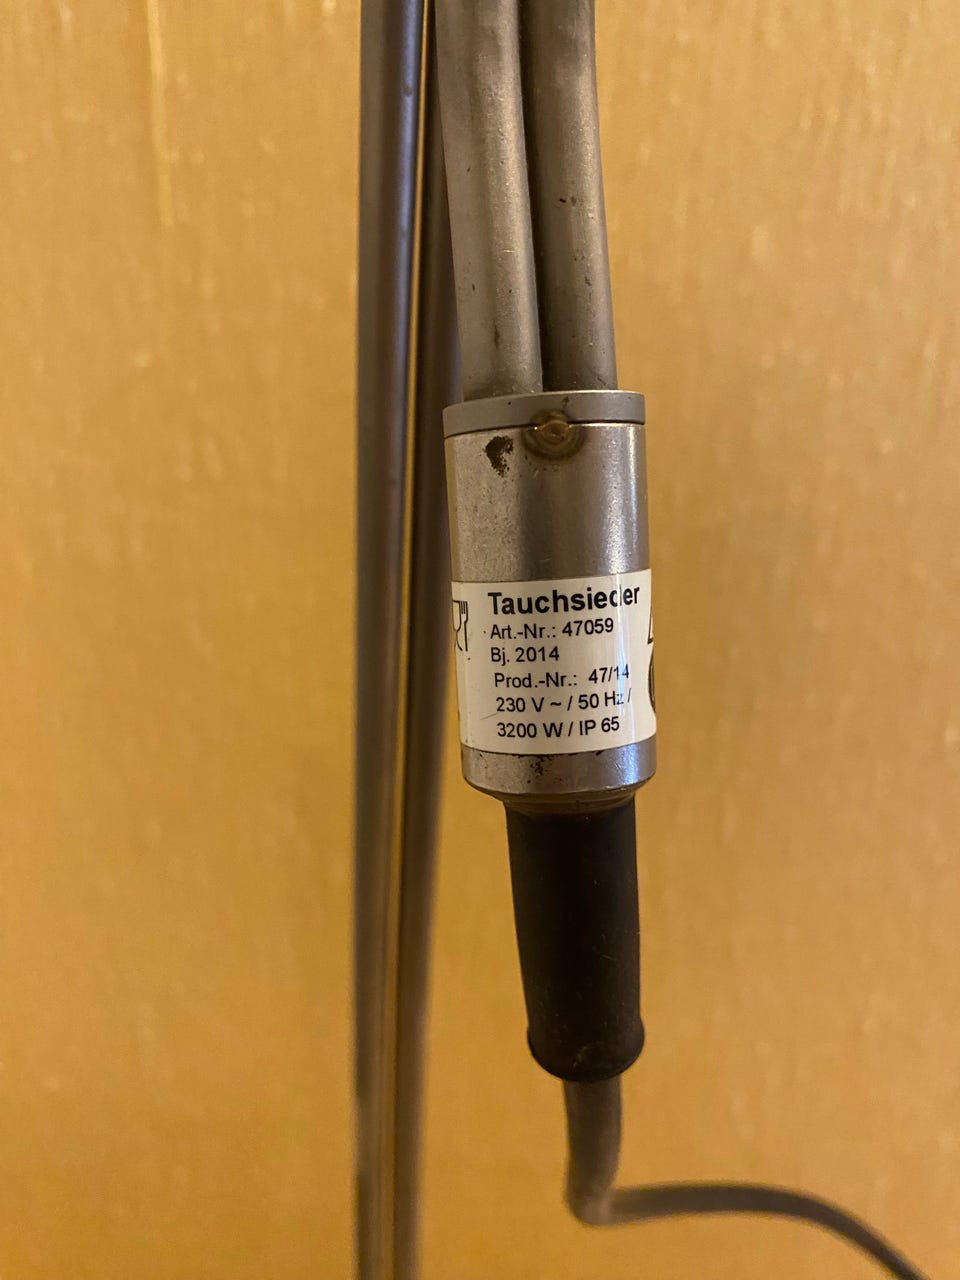 Tauchsieder
Art.-Nr.: 47059
Bj. 2014
Prod.-Nr.: 47/14
230 V ~ / 50 Hz /
3200 W / IP 65